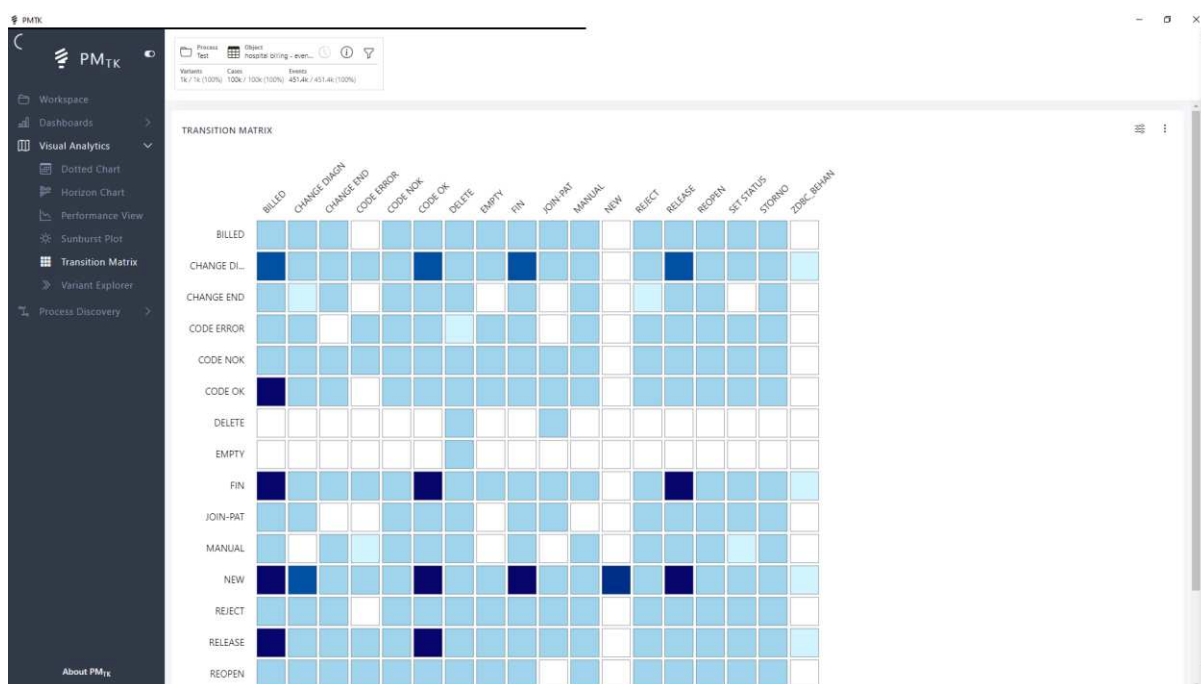 PMTK
PMTK
Process
Test
Object
hospital billing - even...
Variants
1k / 1k (100%)
Cases
100k / 100k (100%)
Events
451.4k / 451.4k (100%)
Workspace
Dashboards
Visual Analytics
Dotted Chart
Horizon Chart
Performance View
Sunburst Plot
Transition Matrix
Variant Explorer
Process Discovery
About PMTK
TRANSITION MATRIX
BILLED
CHANGE DIAGN
CHANGE END
CODE ERROR
CODE NOK
CODE OK
DELETE
EMPTY
FIN
JOIN-PAT
MANUAL
NEW
REJECT
RELEASE
REOPEN
SET STATUS
STORNO
ZDBC_BEHAN
BILLED
CHANGE DI...
CHANGE END
CODE ERROR
CODE NOK
CODE OK
DELETE
EMPTY
FIN
JOIN-PAT
MANUAL
NEW
REJECT
RELEASE
REOPEN